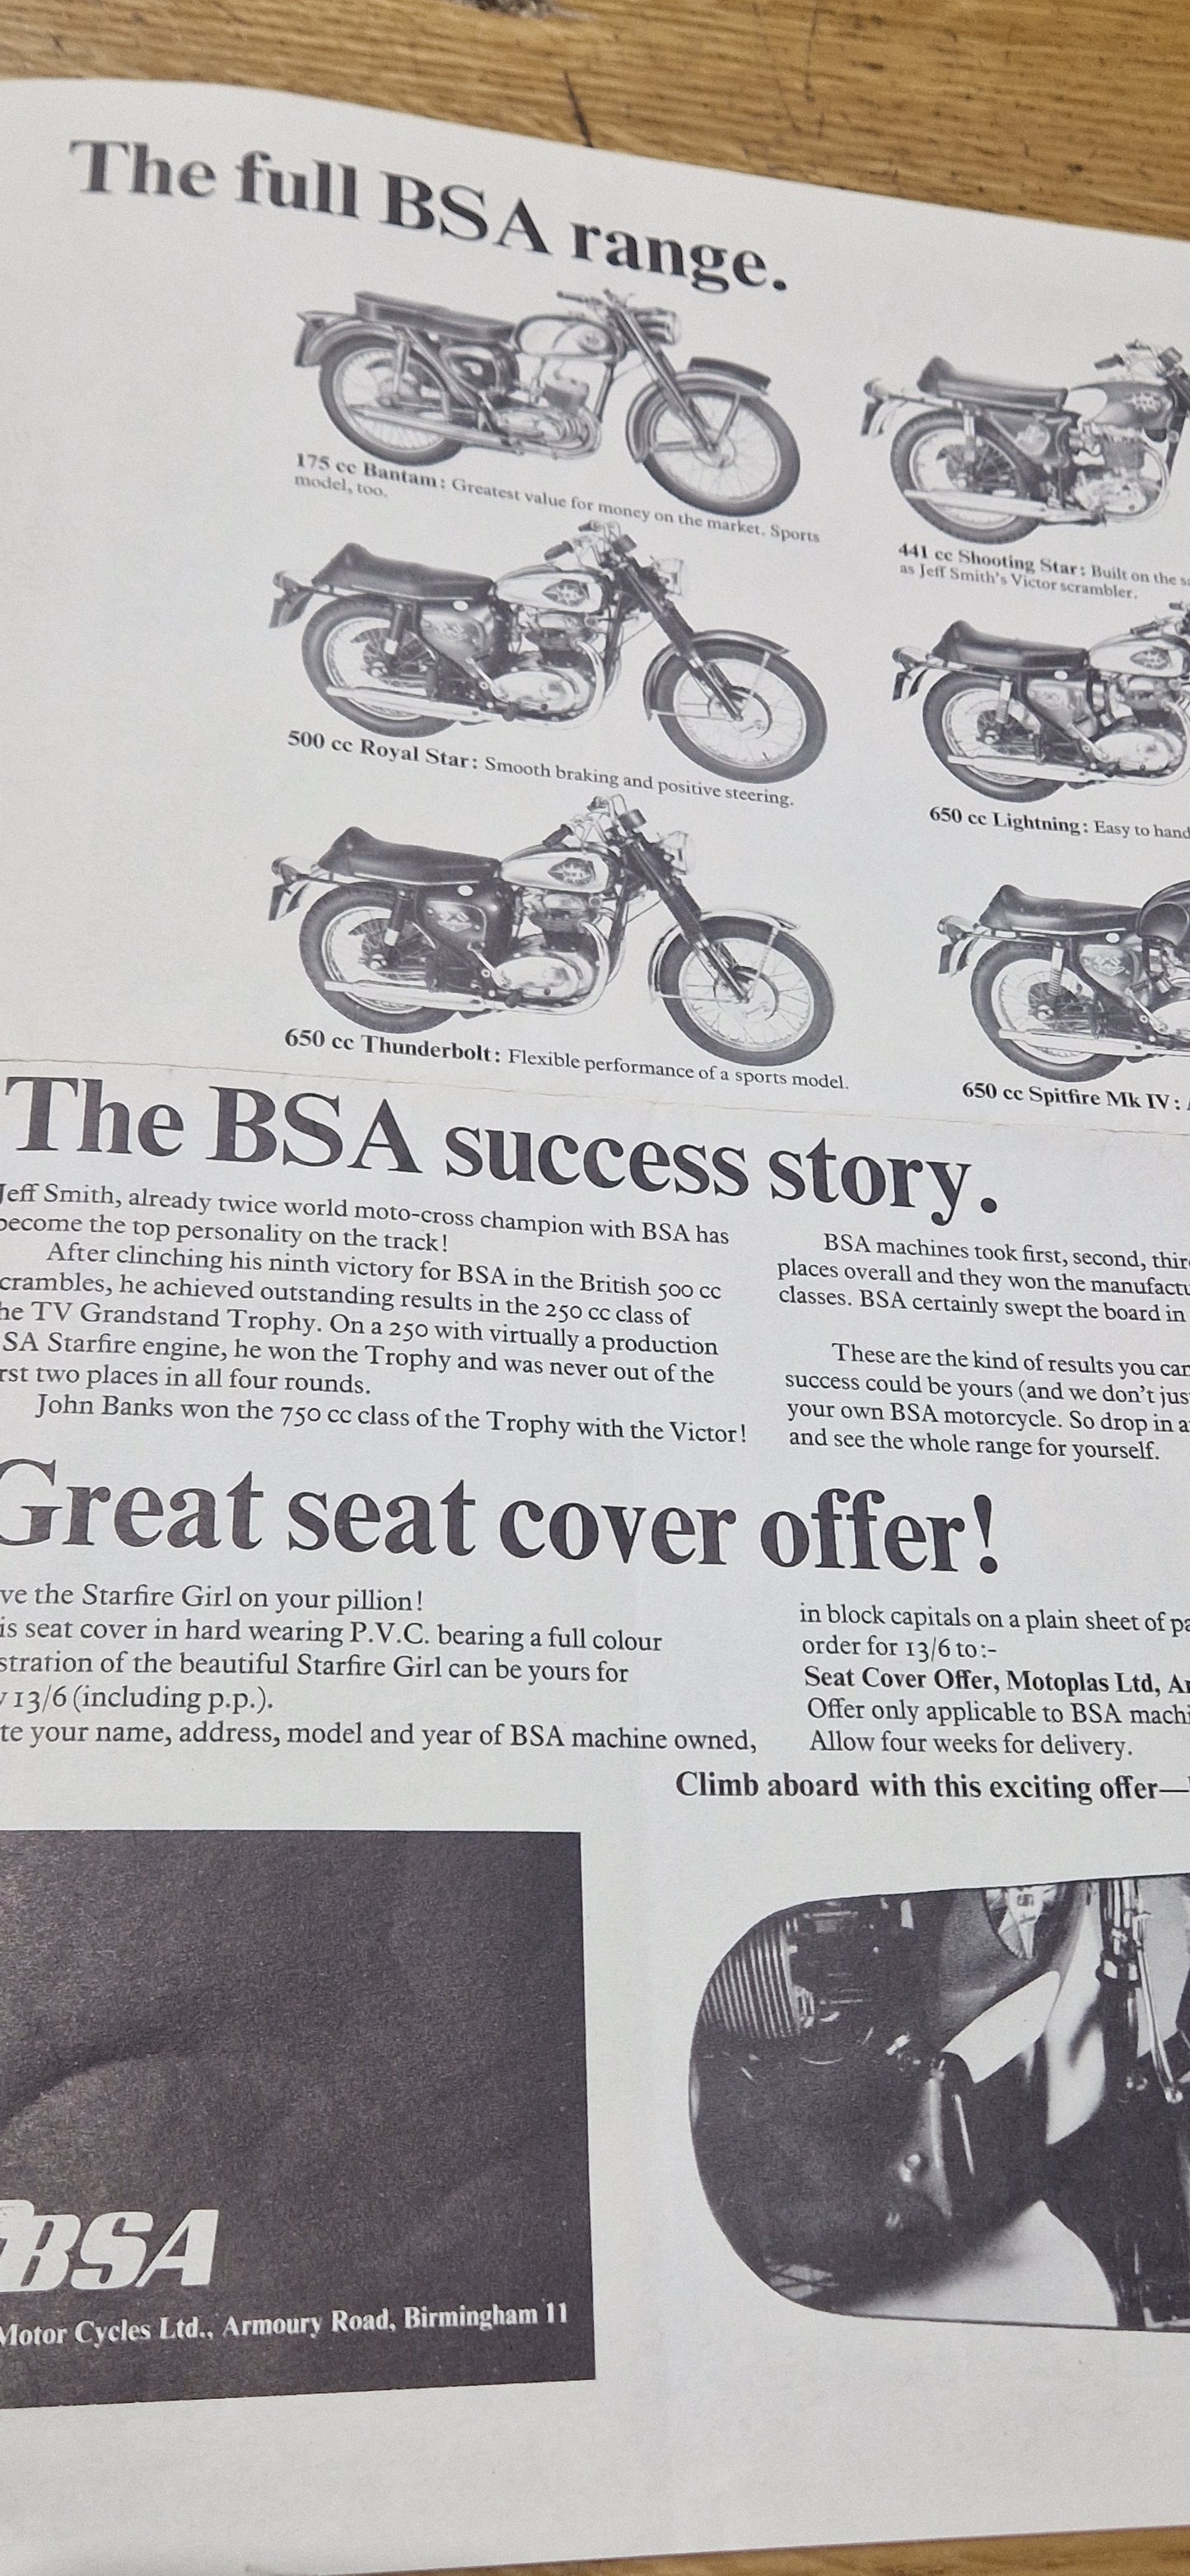 The full BSA range.
175 cc Bantam: Greatest value for money on the market. Sports
model, too.
441 cc Shooting Star: Built on the
as Jeff Smith's Victor scrambler.
500 cc Royal Star: Smooth braking and positive steering.
650 cc Lightning: Easy to
650 cc Thunderbolt: Flexible performance of a sports model.
650 cc Spitfire Mk IV:
The BSA success story.
Jeff Smith, already twice world moto-cross champion with BSA has
become the top personality on the track!
After clinching his ninth victory for BSA in the British 500 cc
scrambles, he achieved outstanding results in the 250 cc class of
the TV Grandstand Trophy. On a 250 with virtually a production
BSA Starfire engine, he won the Trophy and was never out of the
first two places in all four rounds.
John Banks won the 750 cc class of the Trophy with the Victor!
BSA machines took first, second,
places overall and they won the
classes. BSA certainly swept the board in
These are the kind of results you can
success could be yours (and we don't
your own BSA motorcycle. So drop in
and see the whole range for yourself.
Great seat cover offer!
the Starfire Girl on your pillion!
seat cover in hard wearing P.V.C. bearing a full colour
of the beautiful Starfire Girl can be yours for
13/6 (including p.p.).
your name, address, model and year of BSA machine owned,
in block capitals on a plain sheet of
order for 13/6 to:-
Seat Cover Offer, Motoplas Ltd,
Offer only applicable to BSA
Allow four weeks for delivery.
Climb aboard with this exciting offer—
BSA
Motor Cycles Ltd., Armoury Road, Birmingham 11